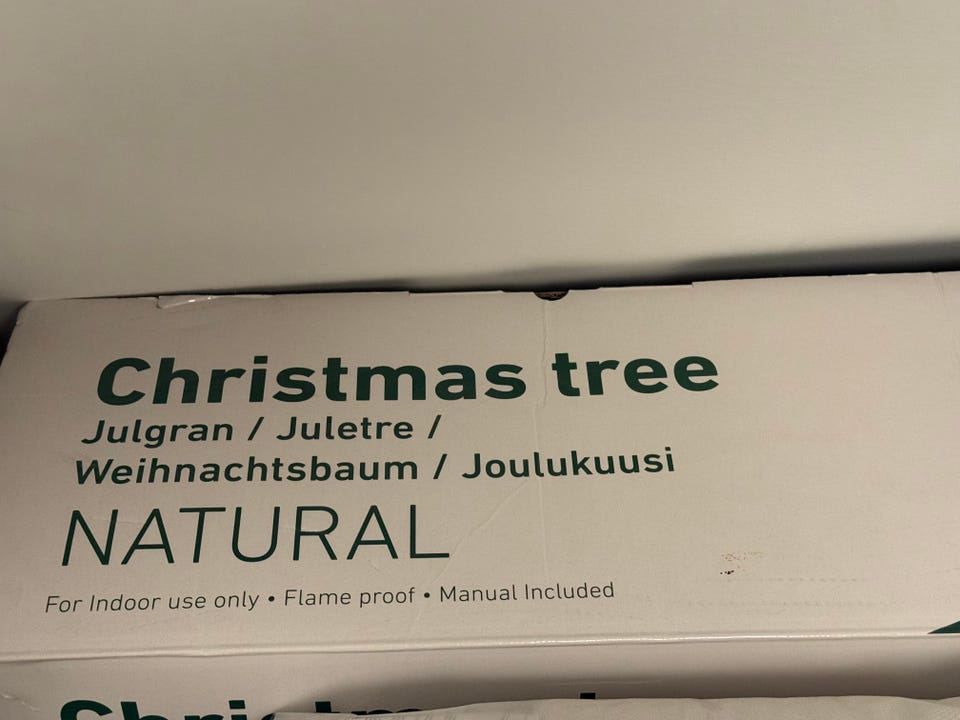 Christmas tree
Julgran / Juletre /
Weihnachtsbaum / Joulukuusi
NATURAL
For Indoor use only • Flame proof • Manual Included